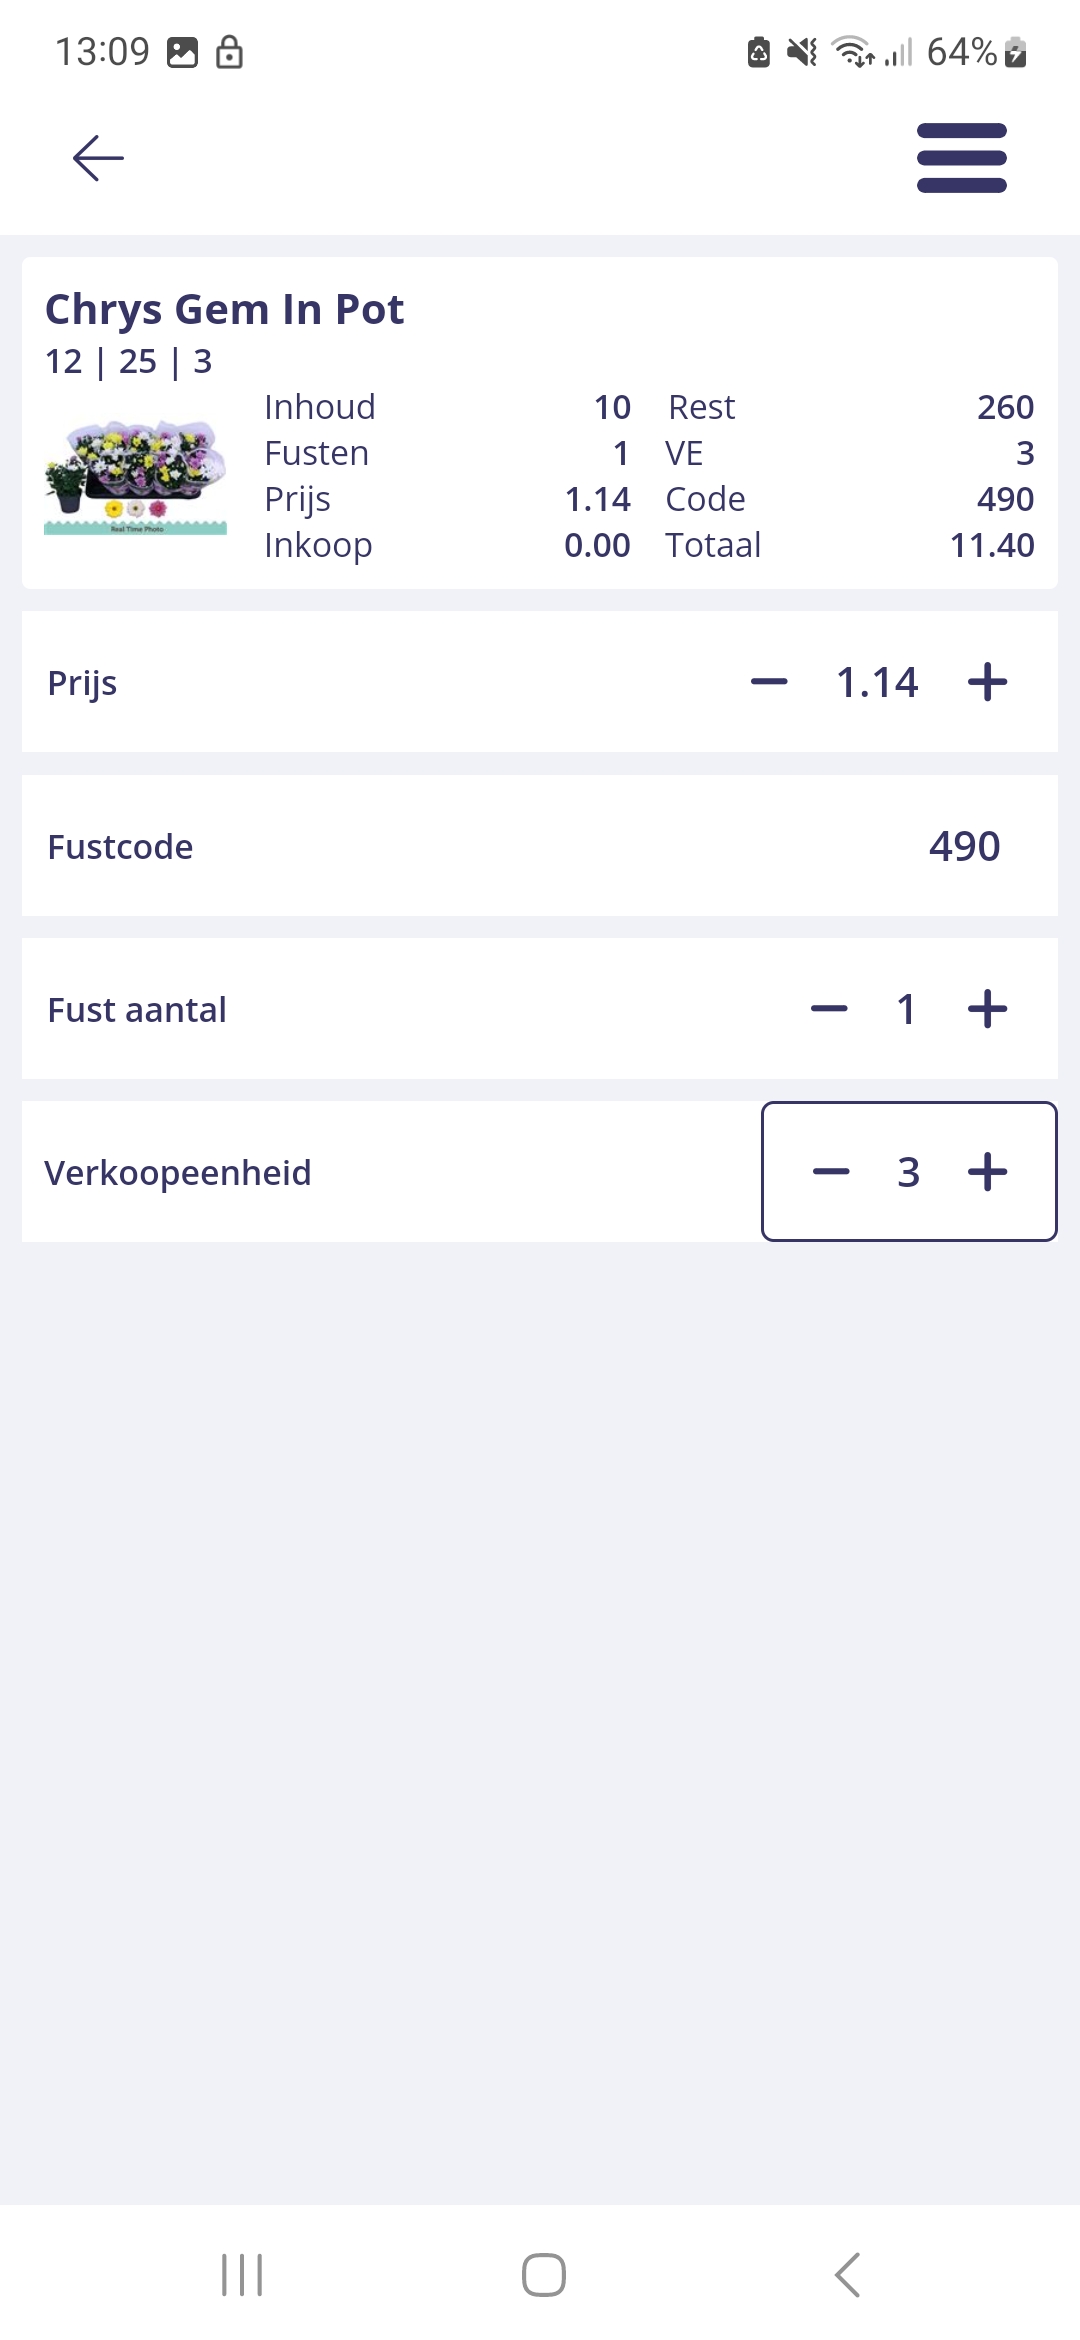 13:09 64%
Chrys Gem In Pot
12 | 25 | 3
Inhoud 10 Rest 260
Fusten 1 VE 3
Prijs 1.14 Code 490
Inkoop 0.00 Totaal 11.40
Real Time Photo
Prijs − 1.14 +
Fustcode 490
Fust aantal − 1 +
Verkoopeenheid − 3 +